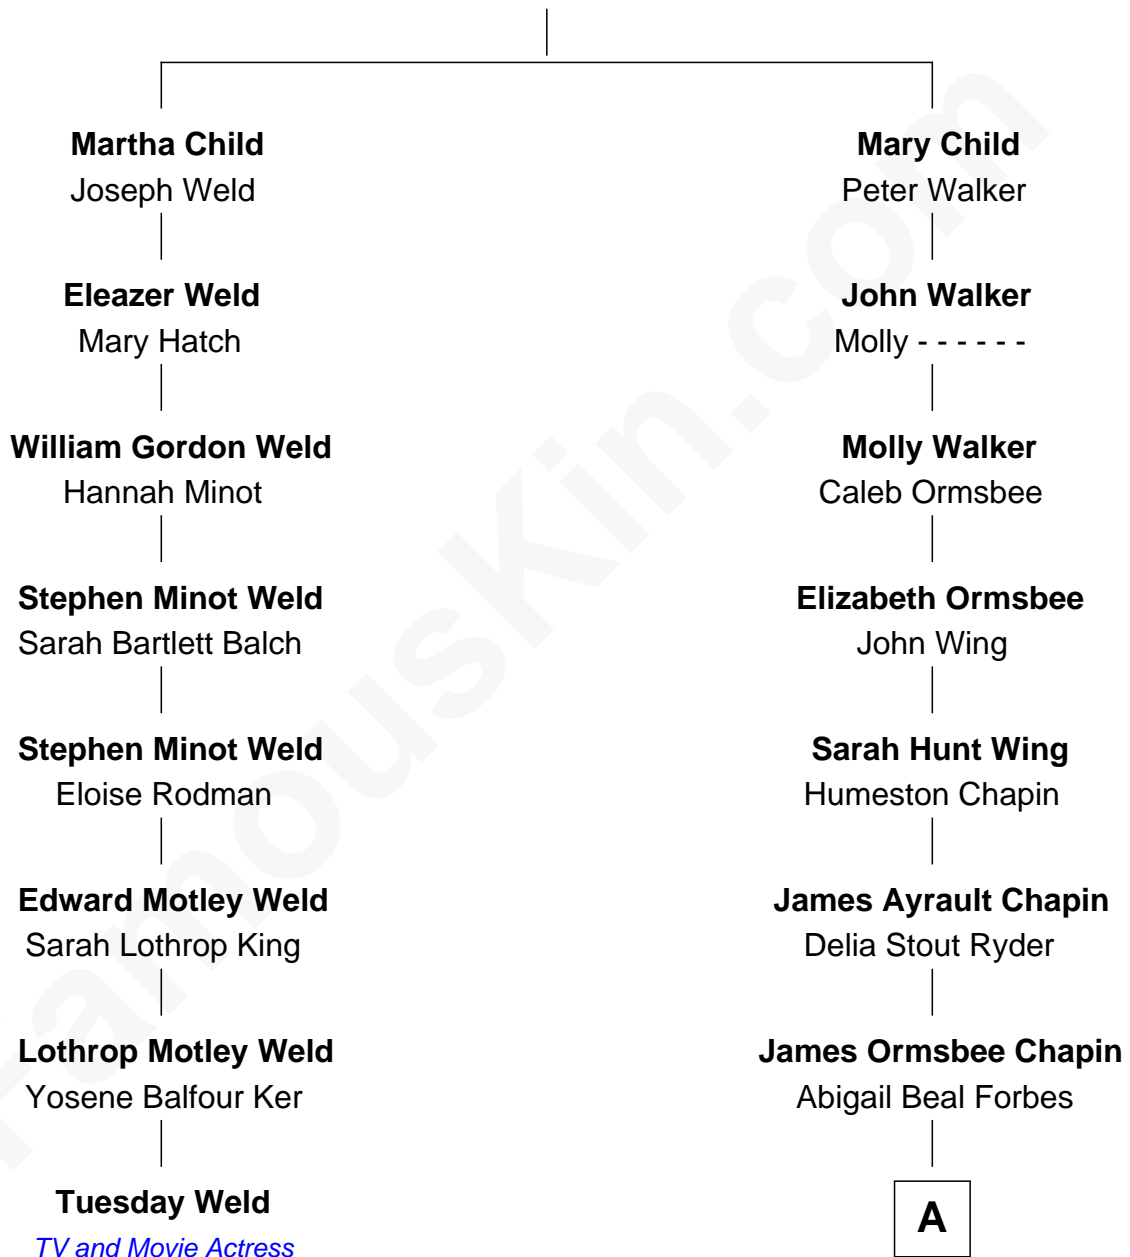 Martha Child
Joseph Weld
Eleazer Weld
Mary Hatch
William Gordon Weld
Hannah Minot
Stephen Minot Weld
Sarah Bartlett Balch
Stephen Minot Weld
Eloise Rodman
Edward Motley Weld
Sarah Lothrop King
Lothrop Motley Weld
Yosene Balfour Ker
Tuesday Weld
TV and Movie Actress
Mary Child
Peter Walker
John Walker
Molly - - - - - -
Molly Walker
Caleb Ormsbee
Elizabeth Ormsbee
John Wing
Sarah Hunt Wing
Humeston Chapin
James Ayrault Chapin
Delia Stout Ryder
James Ormsbee Chapin
Abigail Beal Forbes
A
FamousKin.com